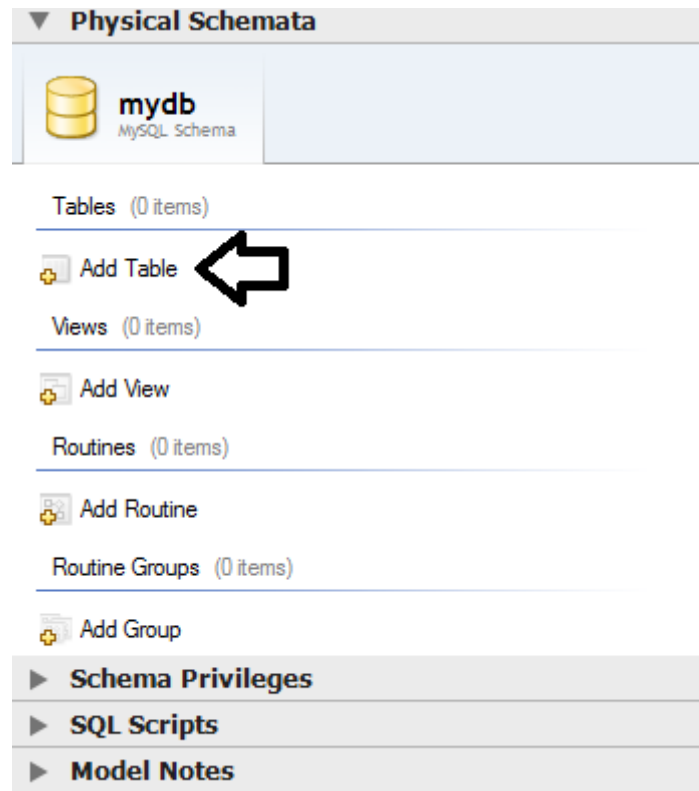 Physical Schemata
mydb
MySQL Schema
Tables (0 items)
Add Table
Views (0 items)
Add View
Routines (0 items)
Add Routine
Routine Groups (0 items)
Add Group
Schema Privileges
SQL Scripts
Model Notes